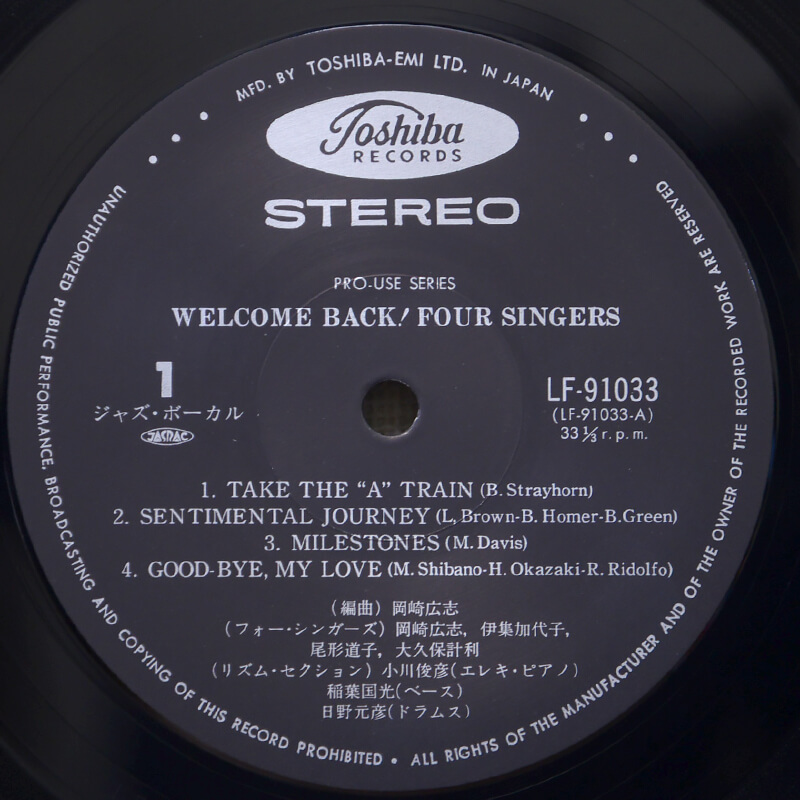 MFD. BY TOSHIBA-EMI LTD. IN JAPAN
Toshiba
RECORDS
STEREO
PRO-USE SERIES
WELCOME BACK! FOUR SINGERS
1
ジャズ・ボーカル
JASRAC
LF-91033
(LF-91033-A)
33 1/3 r.p.m.
1. TAKE THE "A" TRAIN (B. Strayhorn)
2. SENTIMENTAL JOURNEY (L. Brown-B. Homer-B.Green)
3. MILESTONES (M. Davis)
4. GOOD-BYE, MY LOVE (M. Shibano-H. Okazaki-R. Ridolfo)
(編曲) 岡崎広志
(フォー・シンガーズ) 岡崎広志, 伊集加代子,
尾形道子, 大久保計利
(リズム・セクション) 小川俊彦(エレキ・ピアノ)
稲葉国光(ベース)
日野元彦(ドラムス)
UNAUTHORIZED PUBLIC PERFORMANCE, BROADCASTING AND COPYING OF THIS RECORD PROHIBITED • ALL RIGHTS OF THE MANUFACTURER AND OF THE OWNER OF THE RECORDED WORK ARE RESERVED